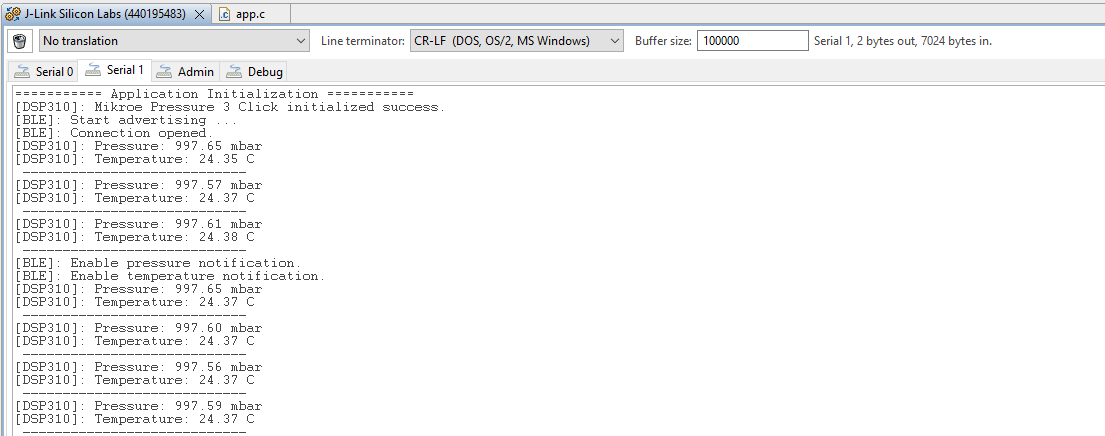 J-Link Silicon Labs (440195483) app.c
No translation Line terminator: CR-LF (DOS, OS/2, MS Windows) Buffer size: 100000 Serial 1, 2 bytes out, 7024 bytes in.
Serial 0 Serial 1 Admin Debug
=========== Application Initialization ===========
[DSP310]: Mikroe Pressure 3 Click initialized success.
[BLE]: Start advertising ...
[BLE]: Connection opened.
[DSP310]: Pressure: 997.65 mbar
[DSP310]: Temperature: 24.35 C
----------------------------
[DSP310]: Pressure: 997.57 mbar
[DSP310]: Temperature: 24.37 C
----------------------------
[DSP310]: Pressure: 997.61 mbar
[DSP310]: Temperature: 24.38 C
----------------------------
[BLE]: Enable pressure notification.
[BLE]: Enable temperature notification.
[DSP310]: Pressure: 997.65 mbar
[DSP310]: Temperature: 24.37 C
----------------------------
[DSP310]: Pressure: 997.60 mbar
[DSP310]: Temperature: 24.37 C
----------------------------
[DSP310]: Pressure: 997.56 mbar
[DSP310]: Temperature: 24.37 C
----------------------------
[DSP310]: Pressure: 997.59 mbar
[DSP310]: Temperature: 24.37 C
----------------------------